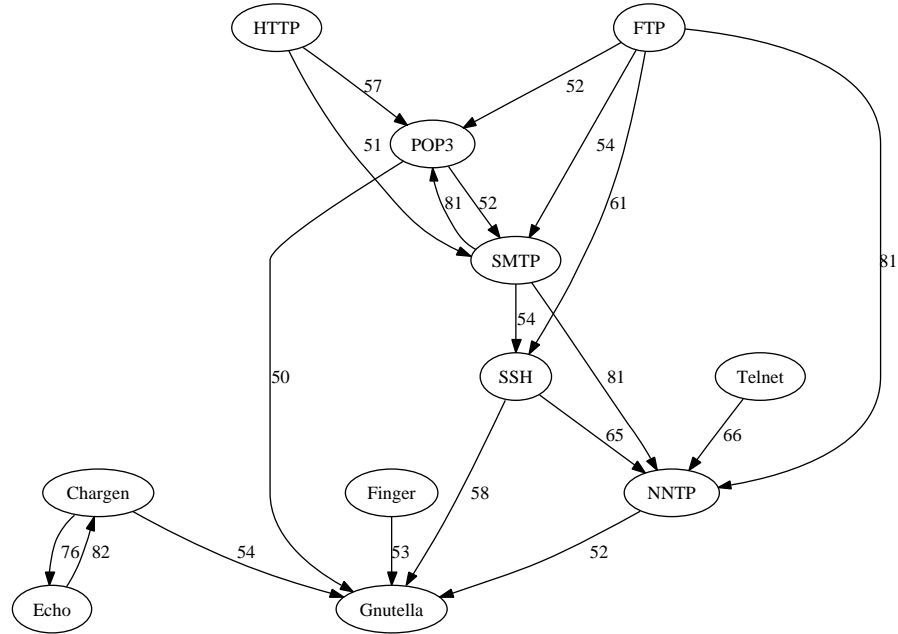 HTTP
FTP
57
52
51
POP3
54
81
52
61
SMTP
81
54
50
SSH
81
Telnet
65
66
Chargen
Finger
58
NNTP
76
82
54
53
52
Echo
Gnutella